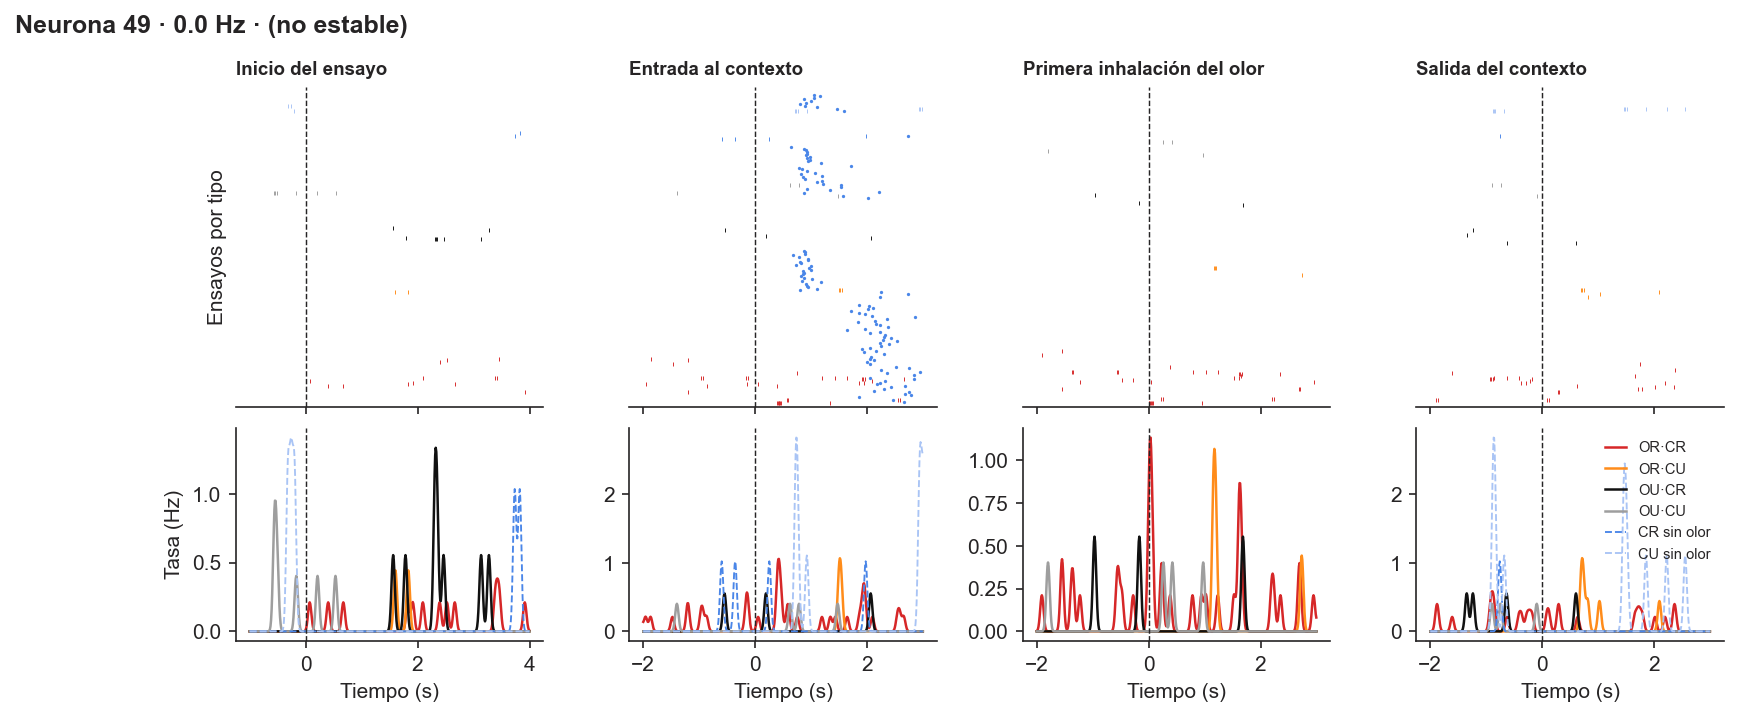 Neurona 49 · 0.0 Hz · (no estable)
Inicio del ensayo
Entrada al contexto
Primera inhalación del olor
Salida del contexto
Ensayos por tipo
Tasa (Hz)
1.0
0.5
0.0
0
2
4
Tiempo (s)
2
1
0
−2
0
2
Tiempo (s)
1.00
0.75
0.50
0.25
0.00
−2
0
2
Tiempo (s)
2
1
0
−2
0
2
Tiempo (s)
OR·CR
OR·CU
OU·CR
OU·CU
CR sin olor
CU sin olor